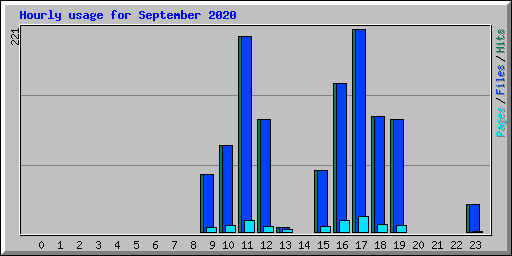 Hourly usage for September 2020
221
Pages/Files/Hits
0 1 2 3 4 5 6 7 8 9 10 11 12 13 14 15 16 17 18 19 20 21 22 23